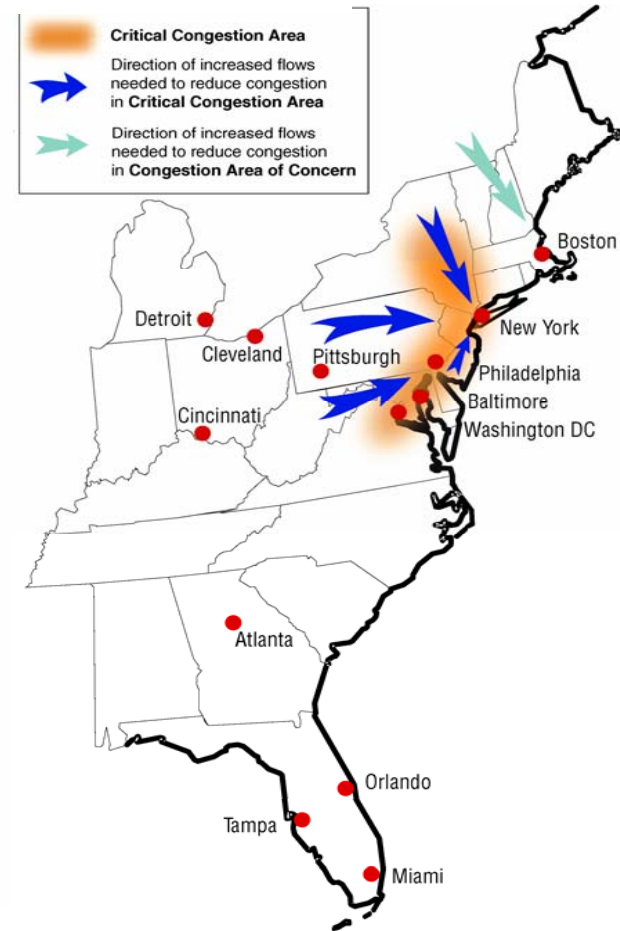 Critical Congestion Area
Direction of increased flows
needed to reduce congestion
in Critical Congestion Area
Direction of increased flows
needed to reduce congestion
in Congestion Area of Concern
Boston
Detroit
New York
Cleveland
Pittsburgh
Philadelphia
Baltimore
Cincinnati
Washington DC
Atlanta
Orlando
Tampa
Miami